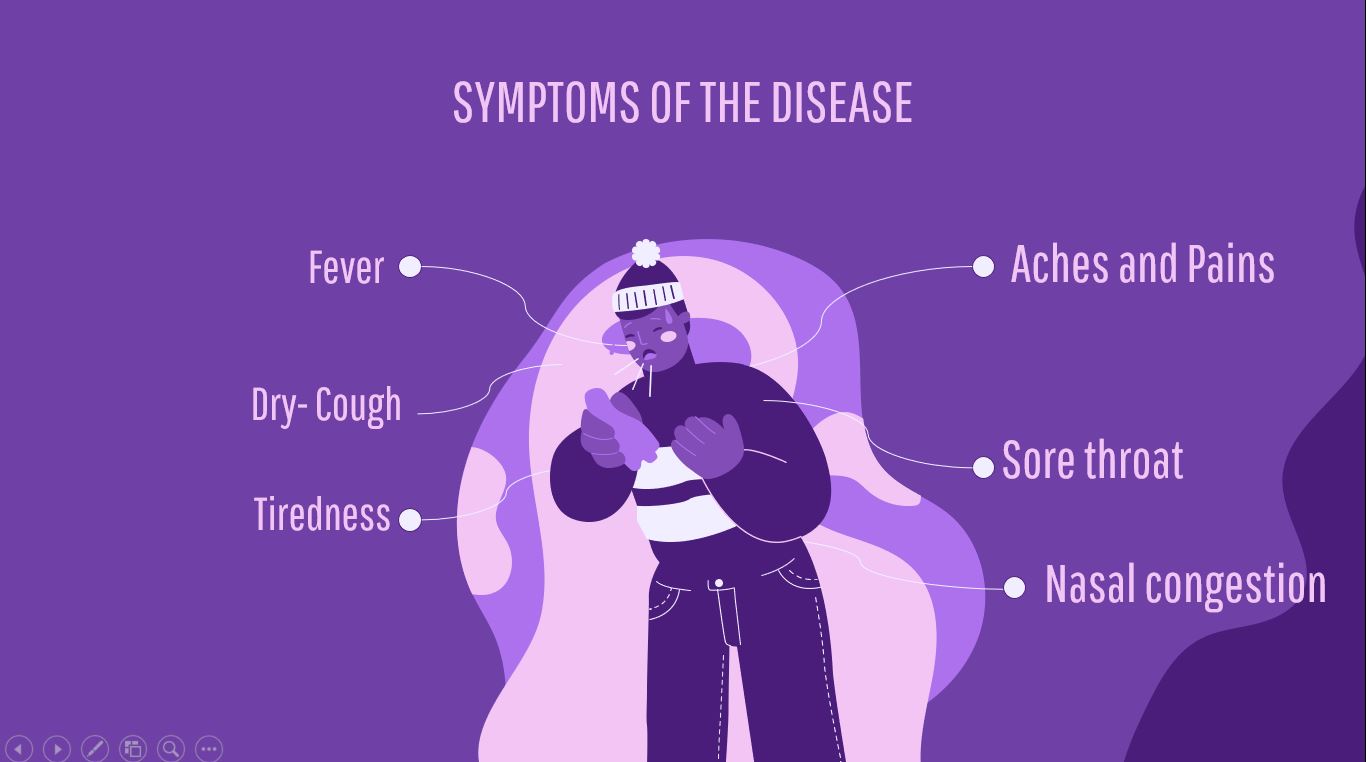 SYMPTOMS OF THE DISEASE
Fever
Dry- Cough
Tiredness
Aches and Pains
Sore throat
Nasal congestion